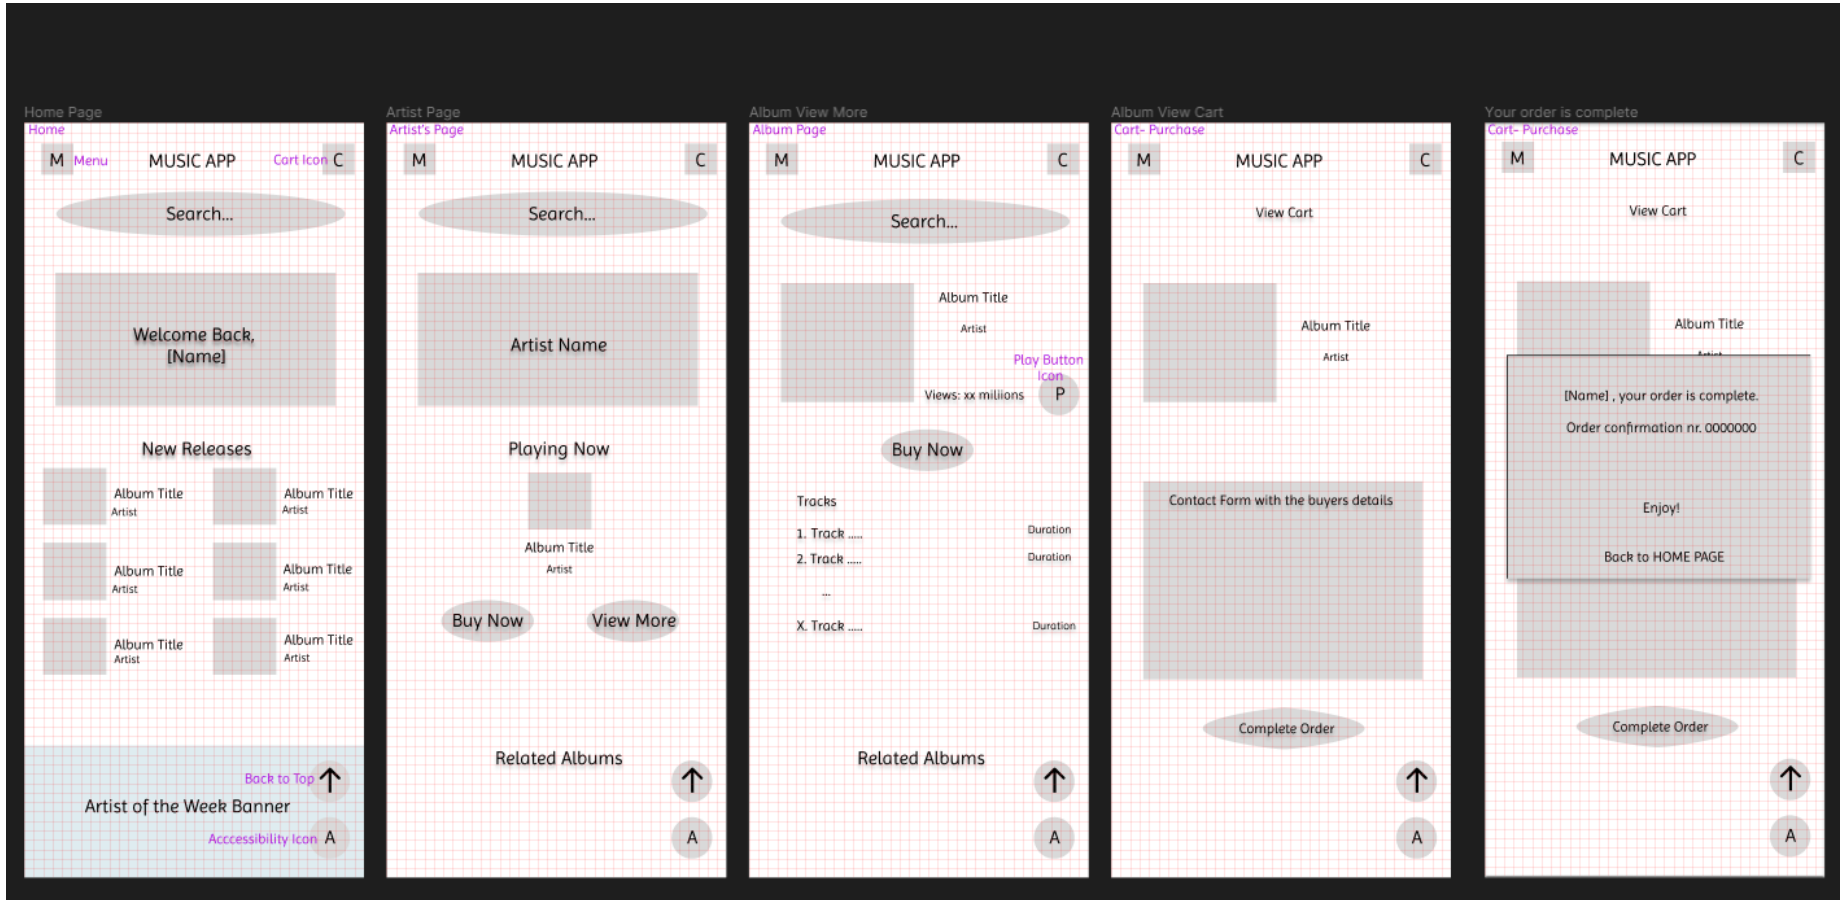 Home Page
Home
M Menu MUSIC APP Cart Icon C
Search...
Welcome Back,
[Name]
New Releases
Album Title
Artist
Album Title
Artist
Album Title
Artist
Album Title
Artist
Album Title
Artist
Album Title
Artist
Back to Top
Artist of the Week Banner
Acccessibility Icon A
Artist Page
Artist's Page
M MUSIC APP C
Search...
Artist Name
Playing Now
Album Title
Artist
Buy Now View More
Related Albums
A
Album View More
Album Page
M MUSIC APP C
Search...
Album Title
Artist
Play Button
Icon
Views: xx miliions P
Buy Now
Tracks
1. Track ..... Duration
2. Track ..... Duration
...
X. Track ..... Duration
Related Albums
A
Album View Cart
Cart- Purchase
M MUSIC APP C
View Cart
Album Title
Artist
Contact Form with the buyers details
Complete Order
A
Your order is complete
Cart- Purchase
M MUSIC APP C
View Cart
Album Title
Artist
[Name] , your order is complete.
Order confirmation nr. 0000000
Enjoy!
Back to HOME PAGE
Complete Order
A